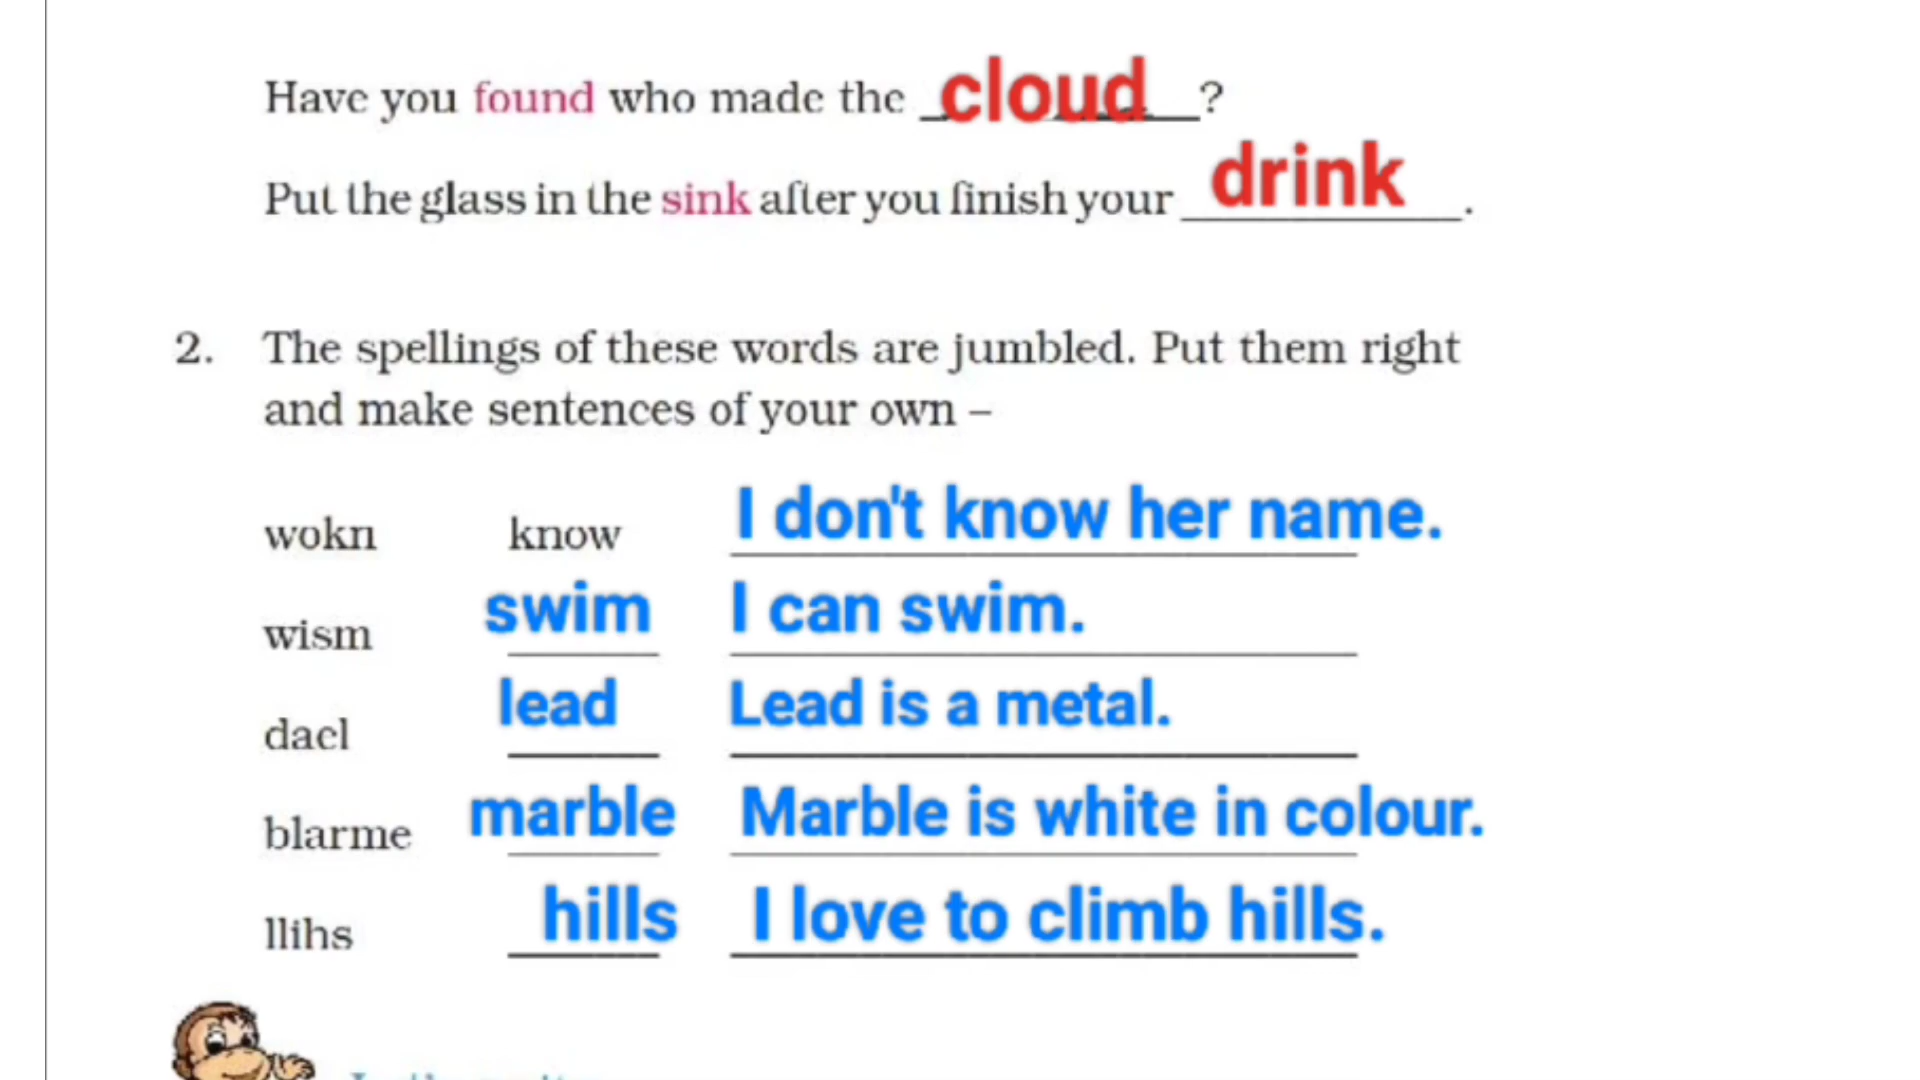 Have you found who made the cloud ?
Put the glass in the sink after you finish your drink .
2. The spellings of these words are jumbled. Put them right
and make sentences of your own –
wokn know I don't know her name.
wism swim I can swim.
dael lead Lead is a metal.
blarme marble Marble is white in colour.
llihs hills I love to climb hills.